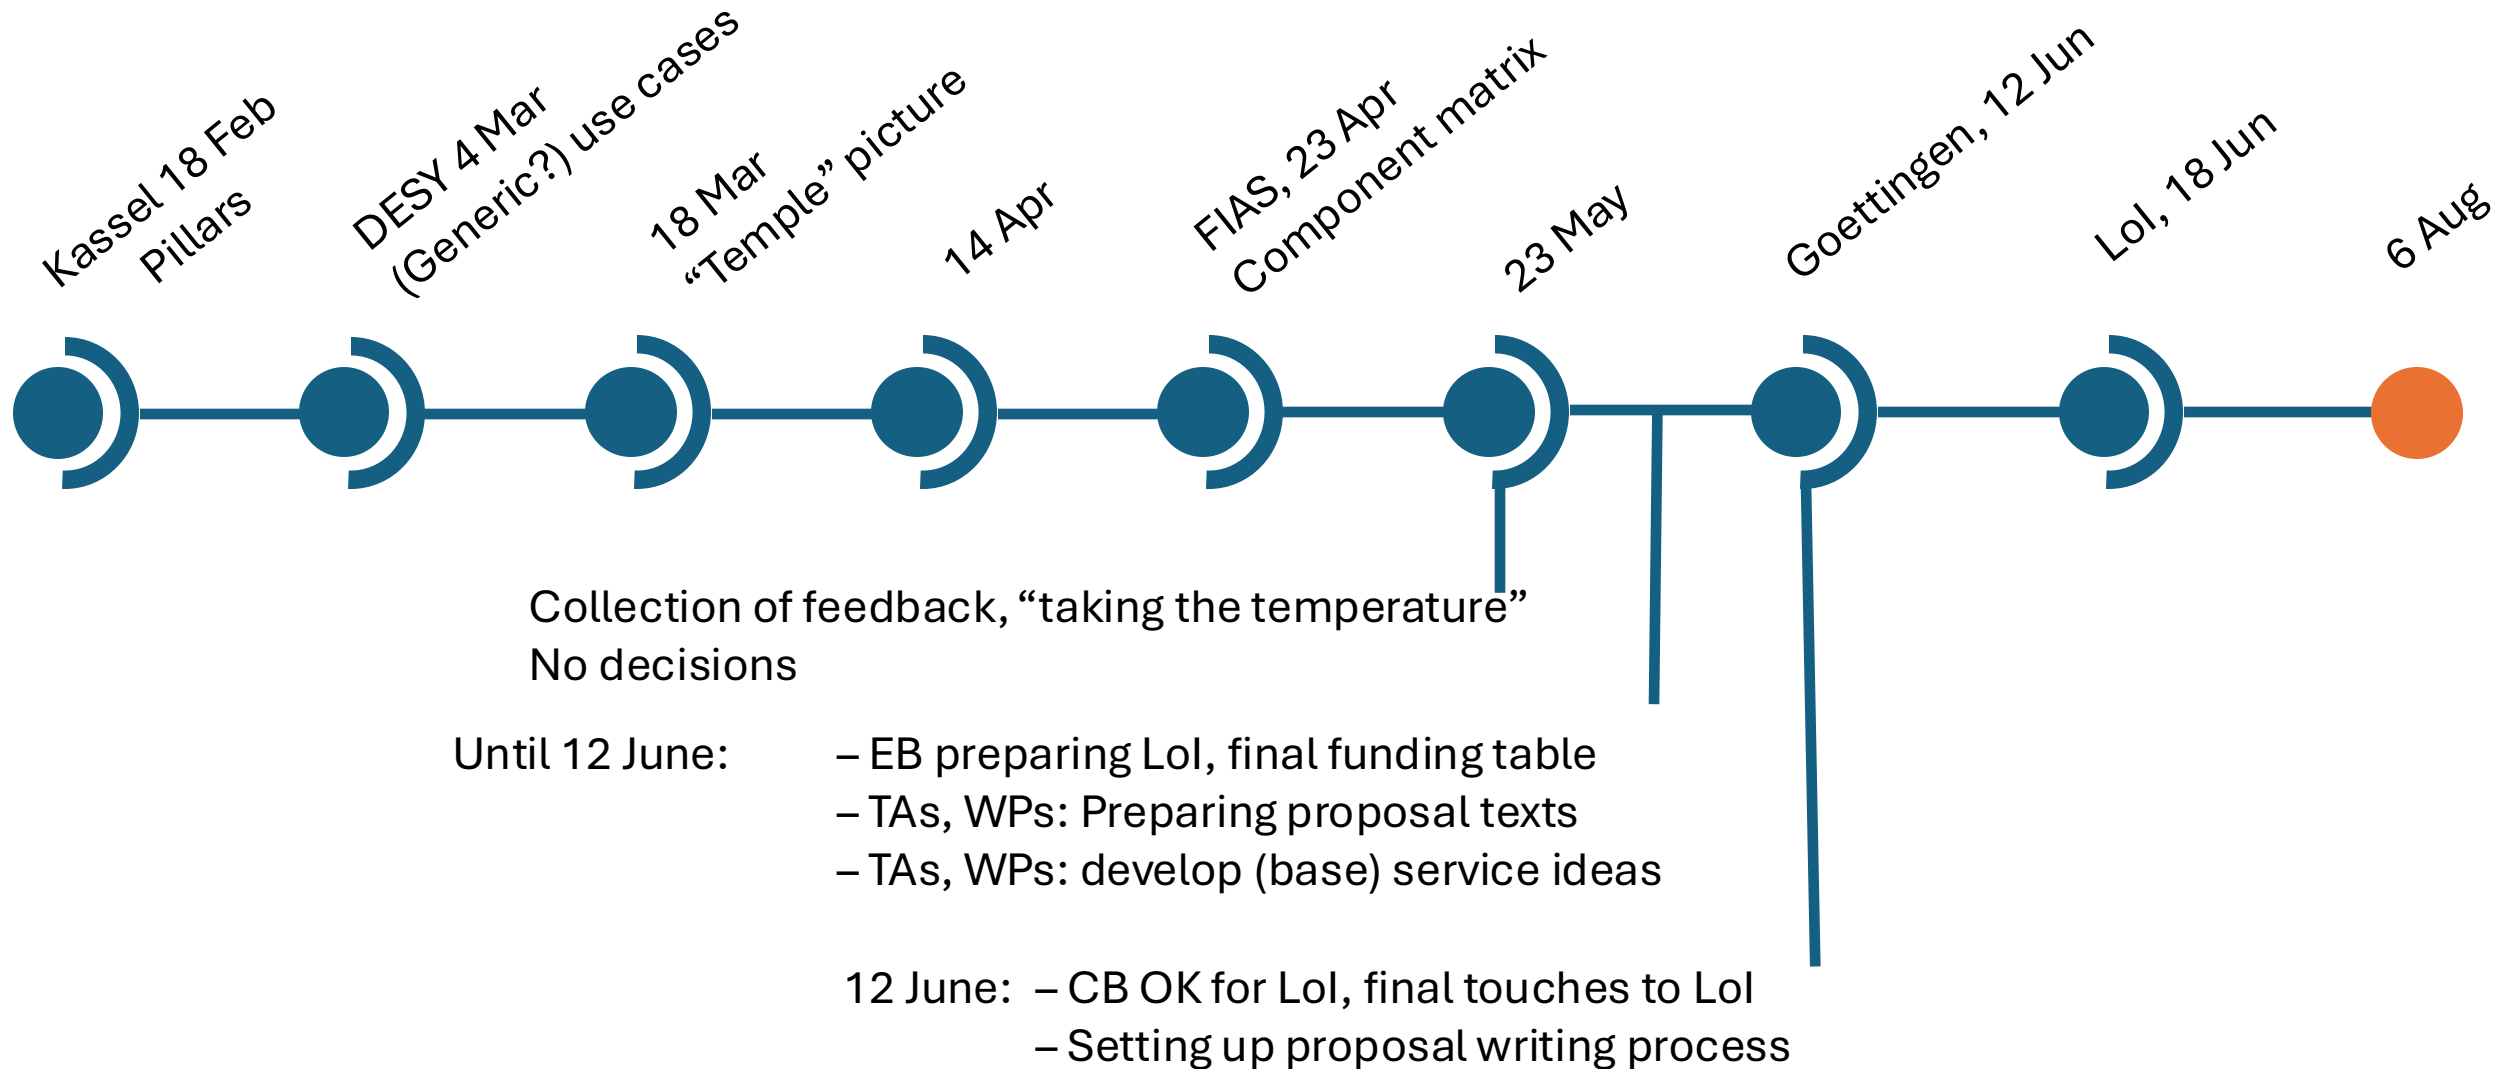 Kassel 18 Feb
Pillars
DESY 4 Mar
(Generic?) use cases
18 Mar
“Temple” picture
14 Apr
FIAS, 23 Apr
Component matrix
23 May
Goettingen, 12 Jun
LoI, 18 Jun
6 Aug
Collection of feedback, “taking the temperature”
No decisions
Until 12 June: – EB preparing LoI, final funding table
– TAs, WPs: Preparing proposal texts
– TAs, WPs: develop (base) service ideas
12 June: – CB OK for LoI, final touches to LoI
– Setting up proposal writing process